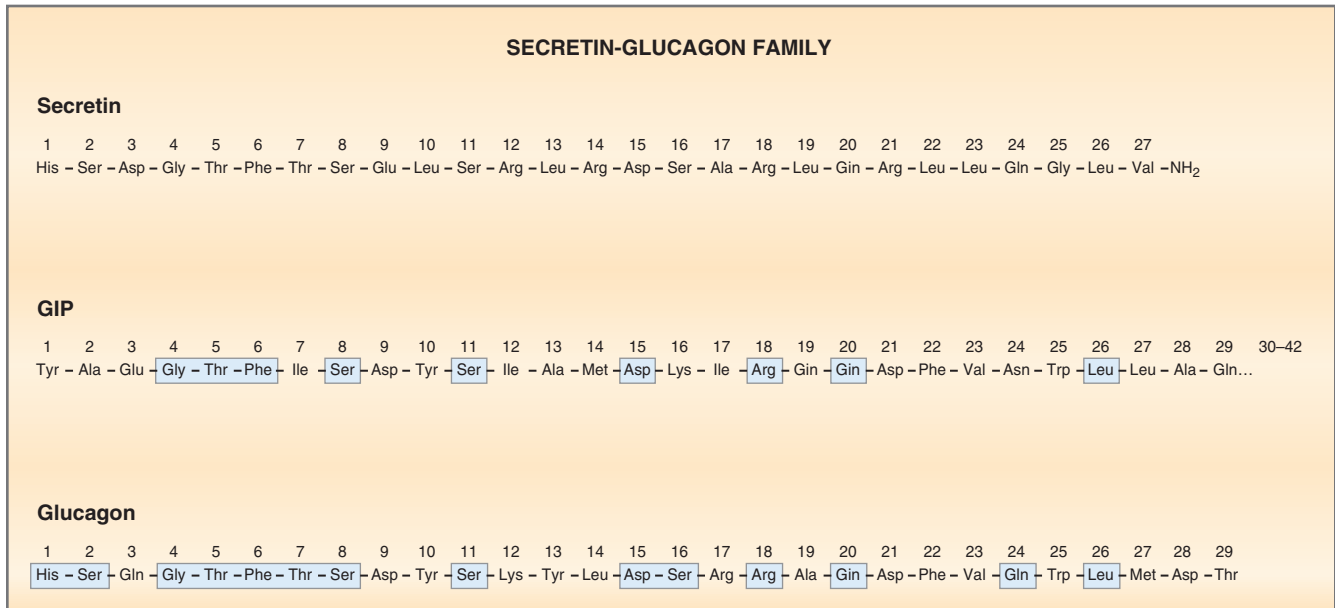 SECRETIN-GLUCAGON FAMILY
Secretin
1 2 3 4 5 6 7 8 9 10 11 12 13 14 15 16 17 18 19 20 21 22 23 24 25 26 27
His – Ser – Asp – Gly – Thr – Phe – Thr – Ser – Glu – Leu – Ser – Arg – Leu – Arg – Asp – Ser – Ala – Arg – Leu – Gin – Arg – Leu – Leu – Gln – Gly – Leu – Val –NH2
GIP
1 2 3 4 5 6 7 8 9 10 11 12 13 14 15 16 17 18 19 20 21 22 23 24 25 26 27 28 29 30–42
Tyr – Ala – Glu – Gly – Thr – Phe – Ile – Ser – Asp – Tyr – Ser – Ile – Ala – Met – Asp – Lys – Ile – Arg – Gin – Gin – Asp – Phe – Val – Asn – Trp – Leu – Leu – Ala – Gln...
Glucagon
1 2 3 4 5 6 7 8 9 10 11 12 13 14 15 16 17 18 19 20 21 22 23 24 25 26 27 28 29
His – Ser – Gln – Gly – Thr – Phe – Thr – Ser – Asp – Tyr – Ser – Lys – Tyr – Leu – Asp – Ser – Arg – Arg – Ala – Gin – Asp – Phe – Val – Gln – Trp – Leu – Met – Asp – Thr